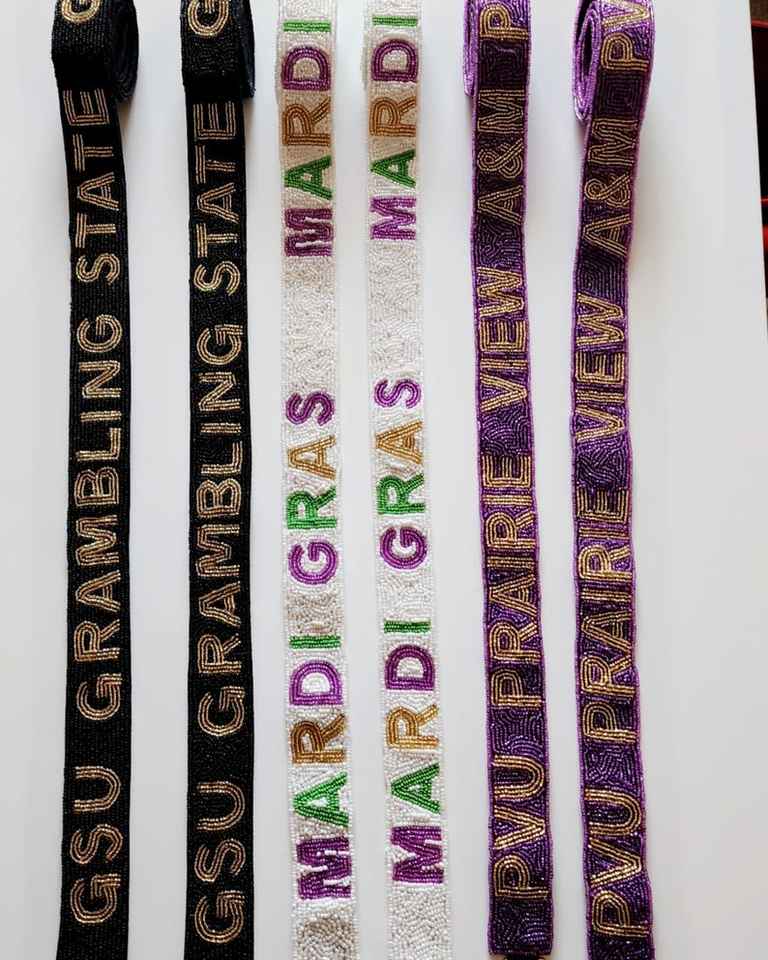 GSU GRAMBLING STATE G
GSU GRAMBLING STATE G
MARDI GRAS MARDI
MARDI GRAS MARDI
PVU PRAIRIE VIEW A&M P
PVU PRAIRIE VIEW A&M PV